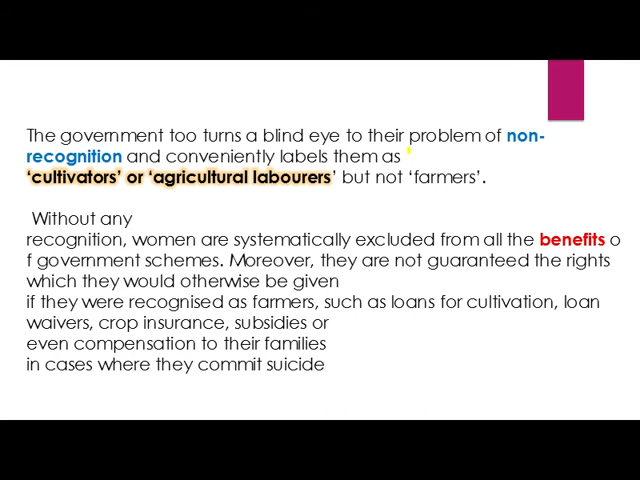 The government too turns a blind eye to their problem of non-
recognition and conveniently labels them as '
‘cultivators’ or ‘agricultural labourers’ but not ‘farmers’.
Without any
recognition, women are systematically excluded from all the benefits o
f government schemes. Moreover, they are not guaranteed the rights
which they would otherwise be given
if they were recognised as farmers, such as loans for cultivation, loan
waivers, crop insurance, subsidies or
even compensation to their families
in cases where they commit suicide